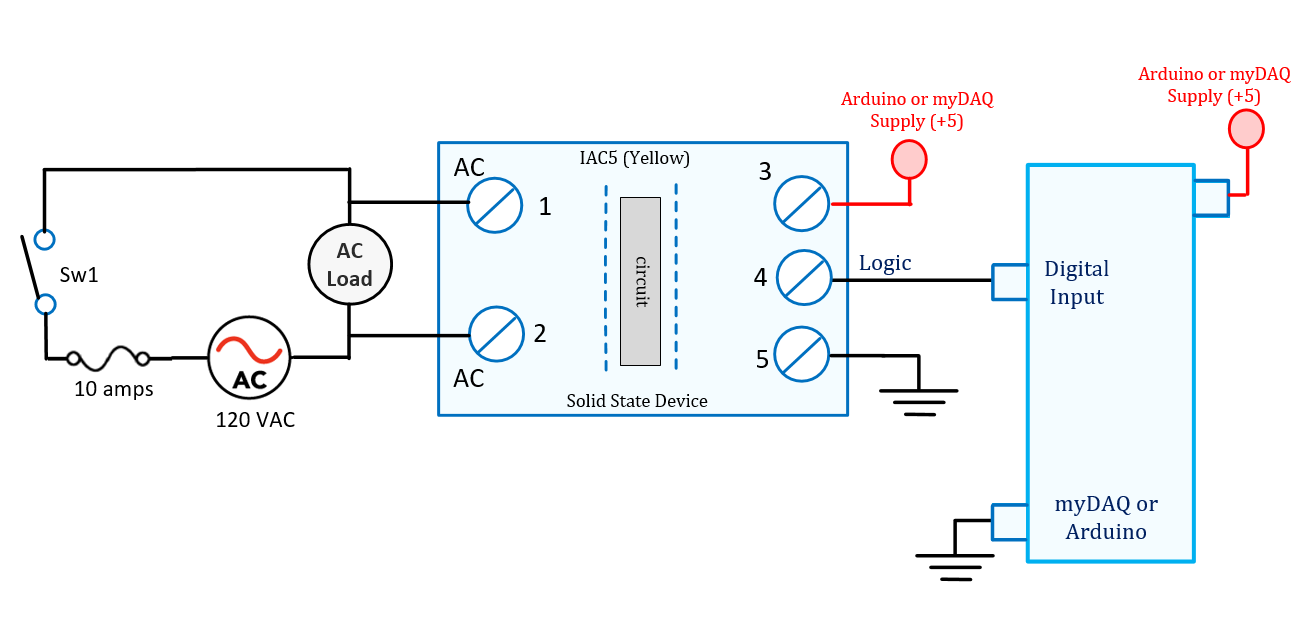 Arduino or myDAQ
Supply (+5)
Arduino or myDAQ
Supply (+5)
AC
IAC5 (Yellow)
3
1
AC
Load
Sw1
circuit
4
Logic
Digital
Input
2
5
AC
AC
10 amps
Solid State Device
120 VAC
myDAQ or
Arduino